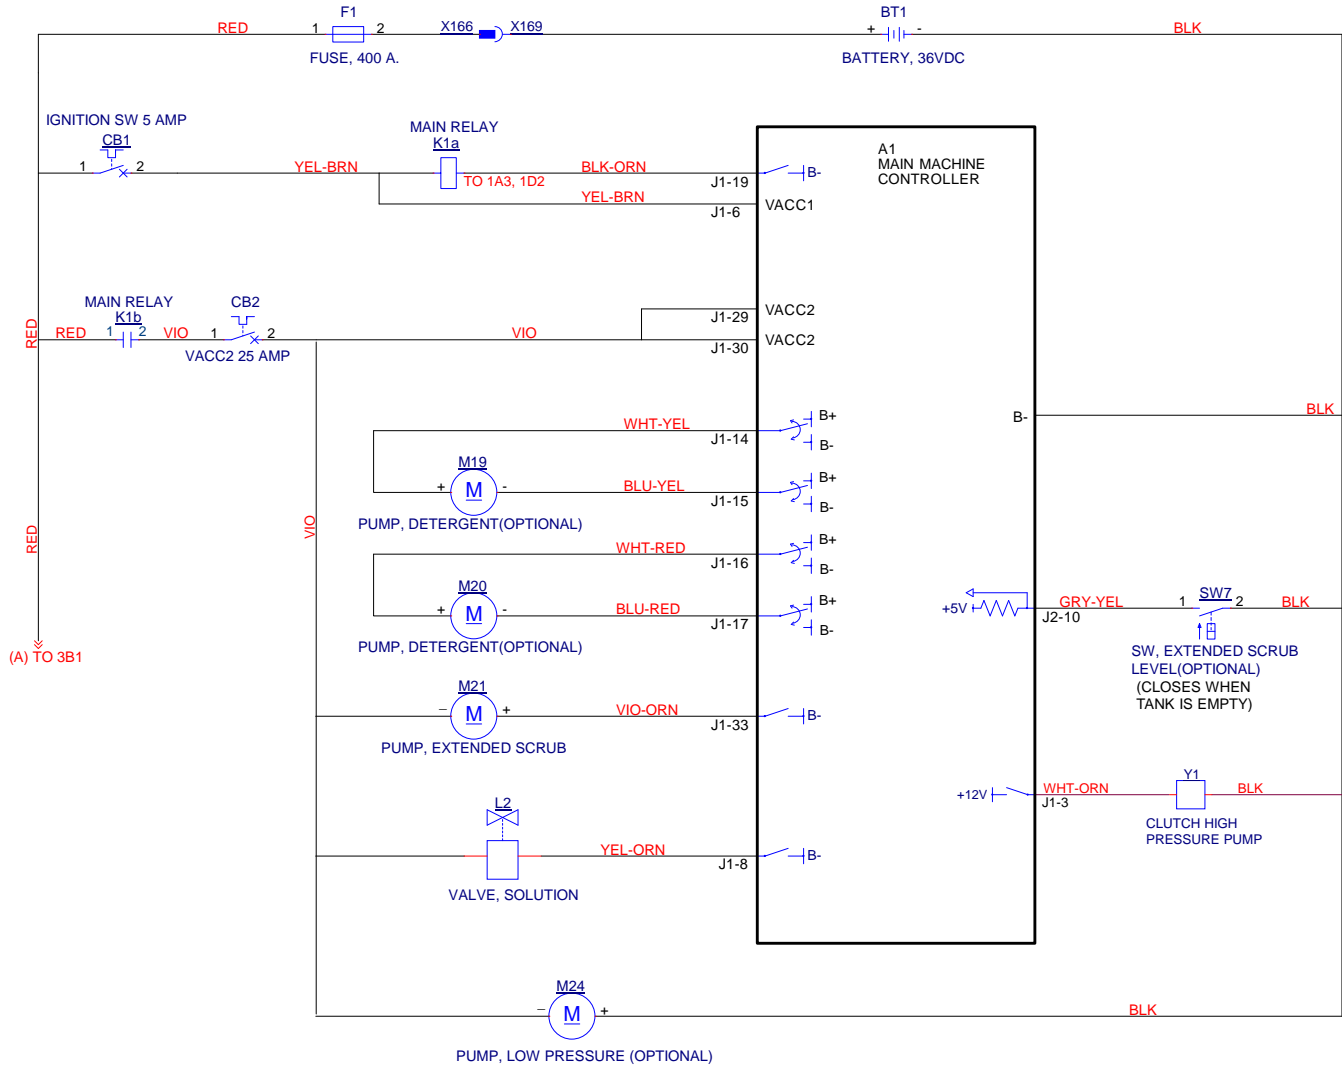 RED
F1
1 2
FUSE, 400 A.
X166 X169
BT1
+ -
BATTERY, 36VDC
BLK
IGNITION SW 5 AMP
CB1
1 2
YEL-BRN
MAIN RELAY
K1a
TO 1A3, 1D2
BLK-ORN
J1-19
B-
YEL-BRN
J1-6
VACC1
A1
MAIN MACHINE
CONTROLLER
MAIN RELAY
K1b
RED
RED
1 2
VIO
CB2
1 2
VACC2 25 AMP
VIO
J1-29
VACC2
J1-30
VACC2
B-
BLK
WHT-YEL
J1-14
B+
B-
M19
+ M -
BLU-YEL
J1-15
B+
B-
PUMP, DETERGENT(OPTIONAL)
RED
VIO
WHT-RED
J1-16
B+
B-
M20
+ M -
BLU-RED
J1-17
B+
B-
PUMP, DETERGENT(OPTIONAL)
+5V
GRY-YEL
J2-10
SW7
1 2
BLK
SW, EXTENDED SCRUB
LEVEL(OPTIONAL)
(CLOSES WHEN
TANK IS EMPTY)
(A) TO 3B1
M21
− M +
VIO-ORN
J1-33
B-
PUMP, EXTENDED SCRUB
+12V
WHT-ORN
J1-3
Y1
BLK
CLUTCH HIGH
PRESSURE PUMP
L2
YEL-ORN
J1-8
B-
VALVE, SOLUTION
M24
− M +
BLK
PUMP, LOW PRESSURE (OPTIONAL)